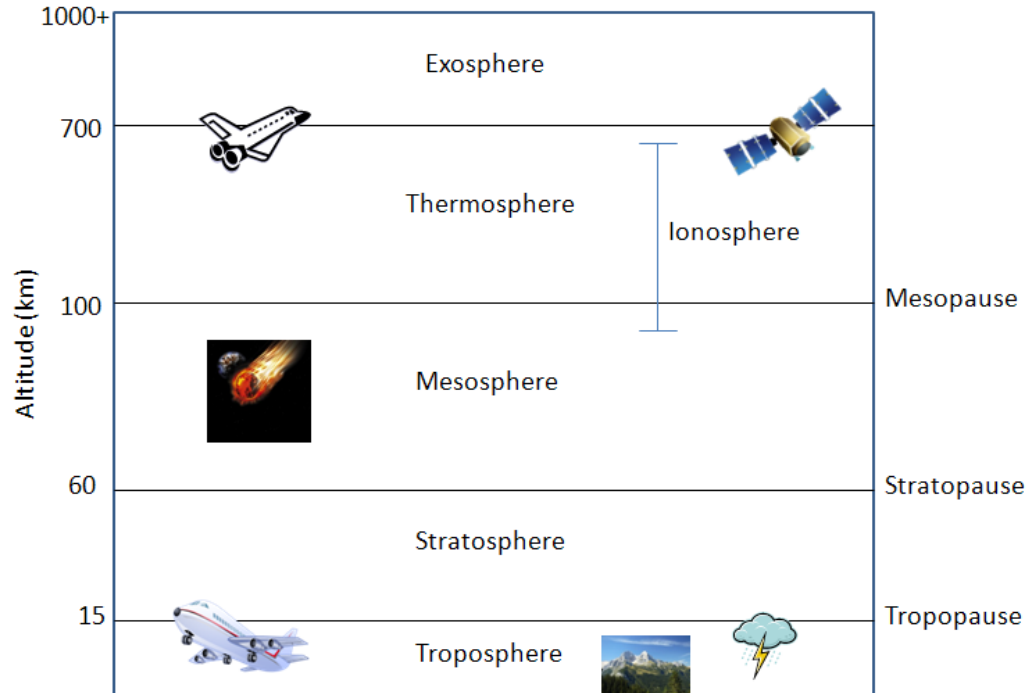 1000+
Exosphere
700
Thermosphere
Ionosphere
Altitude (km)
100
Mesopause
Mesosphere
60
Stratopause
Stratosphere
15
Tropopause
Troposphere